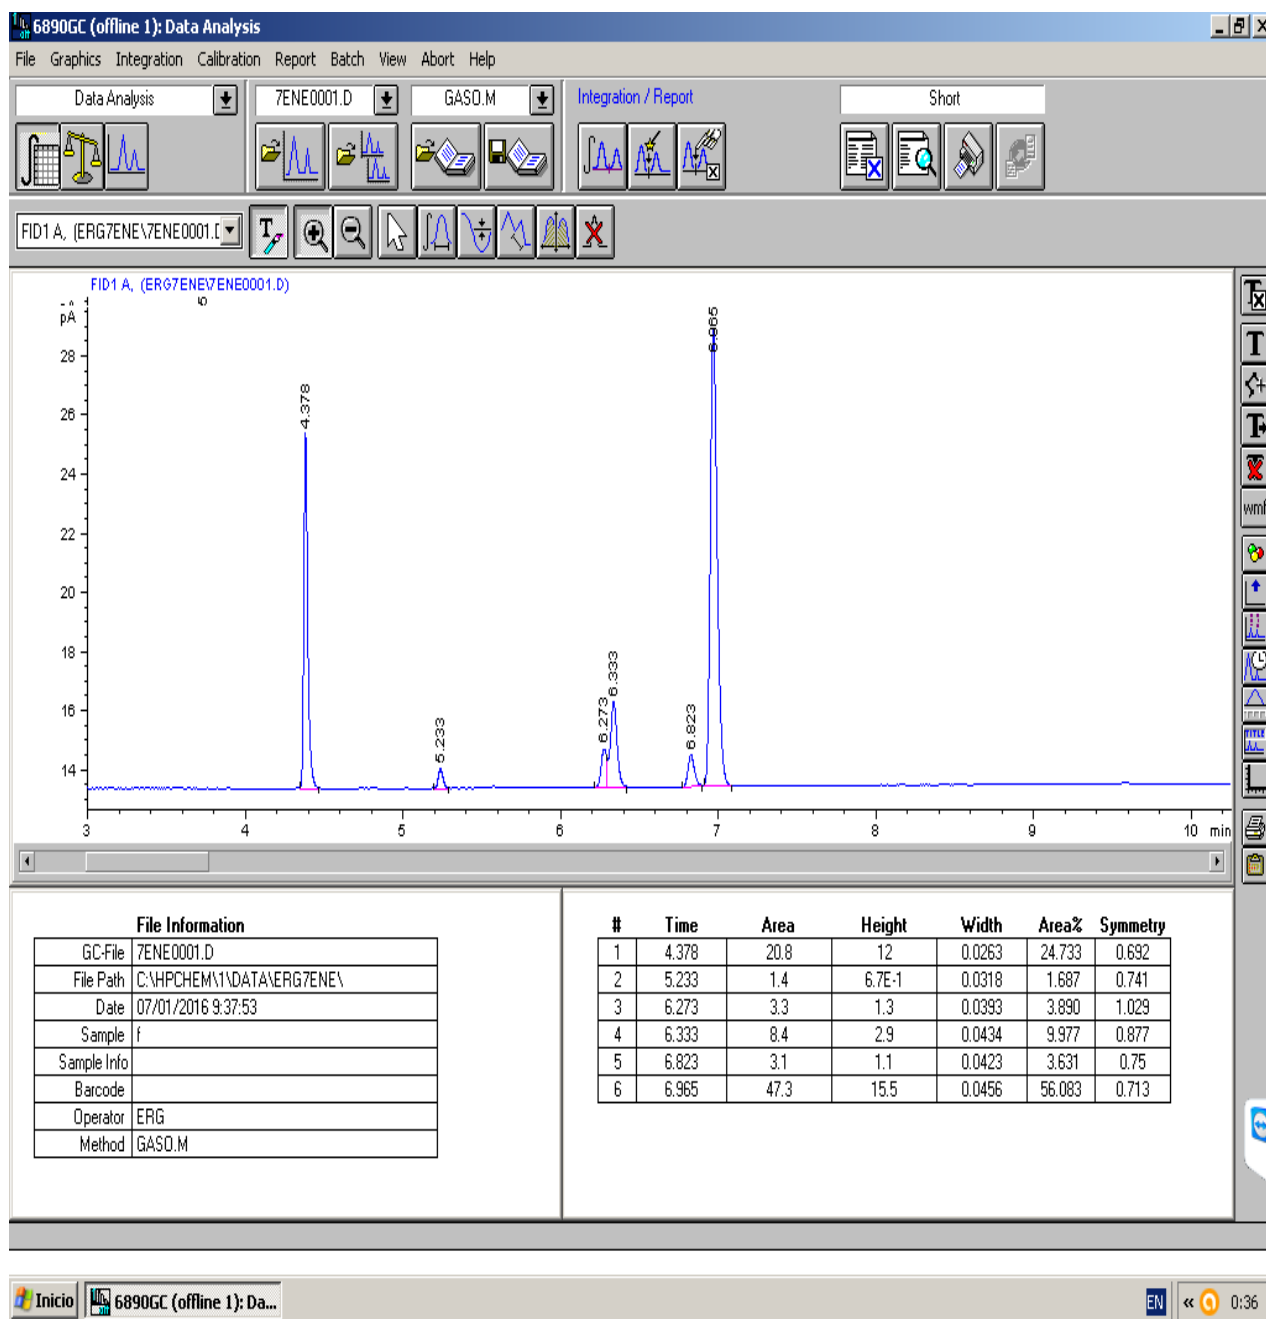 6890GC (offline 1): Data Analysis
File Graphics Integration Calibration Report Batch View Abort Help
Data Analysis 7ENE0001.D GASO.M Integration / Report Short
FID1 A, (ERG7ENE\7ENE0001.D
FID1 A, (ERG7ENE\7ENE0001.D)
pA
28
26
24
22
20
18
16
14
4.378
5.233
6.273
6.333
6.823
6.965
3 4 5 6 7 8 9 10 min
wmf
TITLE
File Information
GC-File 7ENE0001.D
File Path C:\HPCHEM\1\DATA\ERG7ENE\
Date 07/01/2016 9:37:53
Sample f
Sample Info
Barcode
Operator ERG
Method GASO.M
# Time Area Height Width Area% Symmetry
1 4.378 20.8 12 0.0263 24.733 0.692
2 5.233 1.4 6.7E-1 0.0318 1.687 0.741
3 6.273 3.3 1.3 0.0393 3.890 1.029
4 6.333 8.4 2.9 0.0434 9.977 0.877
5 6.823 3.1 1.1 0.0423 3.631 0.75
6 6.965 47.3 15.5 0.0456 56.083 0.713
Inicio 6890GC (offline 1): Da... EN « 0:36